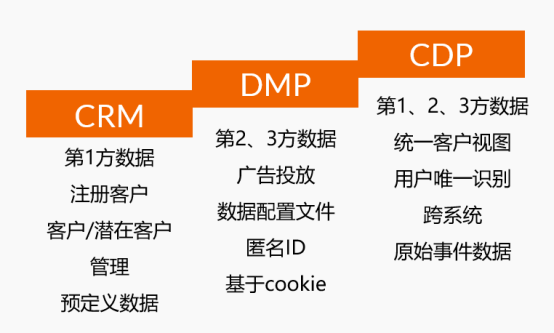 CRM
第1方数据
注册客户
客户/潜在客户
管理
预定义数据
DMP
第2、3方数据
广告投放
数据配置文件
匿名ID
基于cookie
CDP
第1、2、3方数据
统一客户视图
用户唯一识别
跨系统
原始事件数据